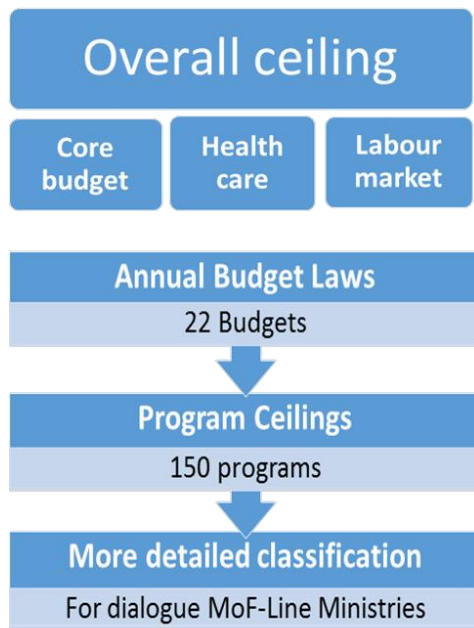 Overall ceiling
Core
budget
Health
care
Labour
market
Annual Budget Laws
22 Budgets
Program Ceilings
150 programs
More detailed classification
For dialogue MoF-Line Ministries